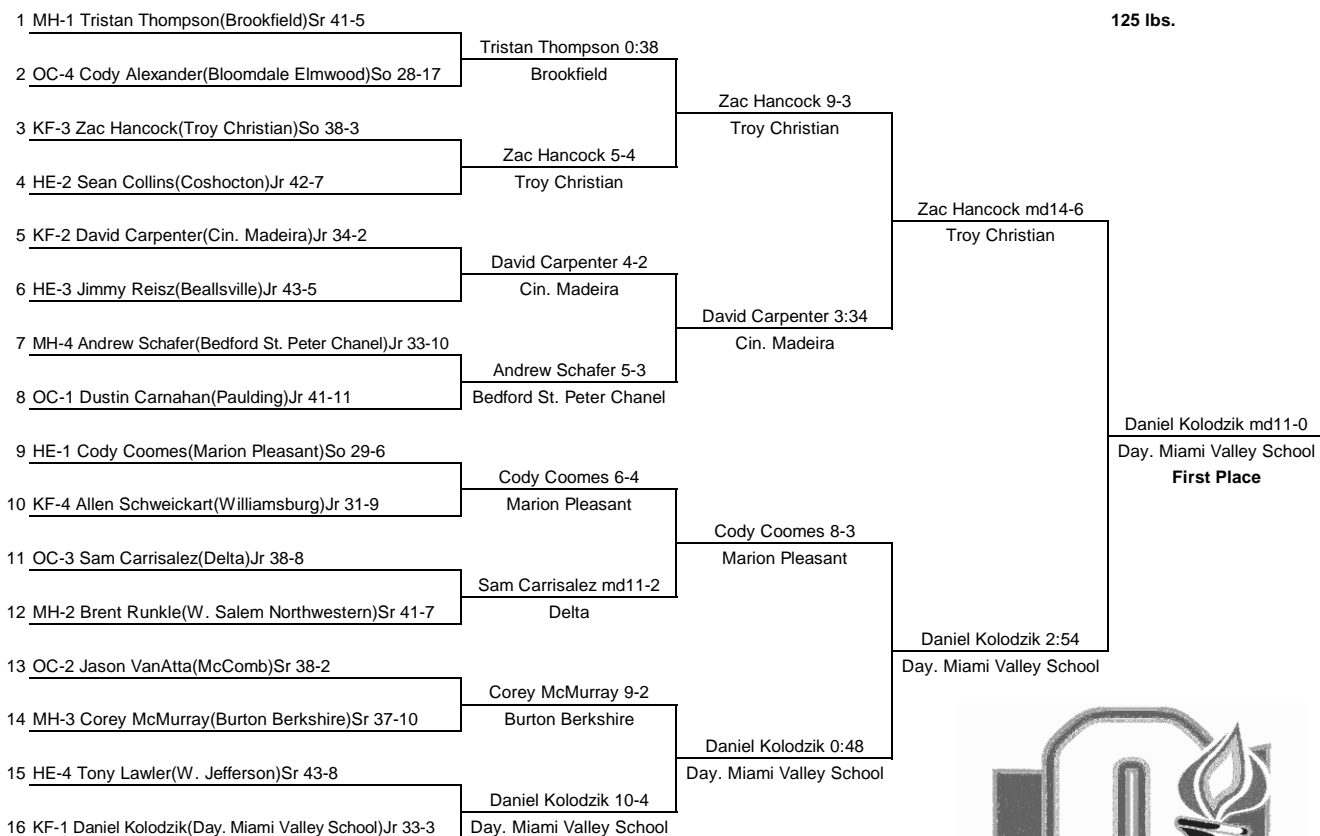 125 lbs.
1 MH-1 Tristan Thompson(Brookfield)Sr 41-5
2 OC-4 Cody Alexander(Bloomdale Elmwood)So 28-17
3 KF-3 Zac Hancock(Troy Christian)So 38-3
4 HE-2 Sean Collins(Coshocton)Jr 42-7
5 KF-2 David Carpenter(Cin. Madeira)Jr 34-2
6 HE-3 Jimmy Reisz(Beallsville)Jr 43-5
7 MH-4 Andrew Schafer(Bedford St. Peter Chanel)Jr 33-10
8 OC-1 Dustin Carnahan(Paulding)Jr 41-11
9 HE-1 Cody Coomes(Marion Pleasant)So 29-6
10 KF-4 Allen Schweickart(Williamsburg)Jr 31-9
11 OC-3 Sam Carrisalez(Delta)Jr 38-8
12 MH-2 Brent Runkle(W. Salem Northwestern)Sr 41-7
13 OC-2 Jason VanAtta(McComb)Sr 38-2
14 MH-3 Corey McMurray(Burton Berkshire)Sr 37-10
15 HE-4 Tony Lawler(W. Jefferson)Sr 43-8
16 KF-1 Daniel Kolodzik(Day. Miami Valley School)Jr 33-3
Tristan Thompson 0:38
Brookfield
Zac Hancock 5-4
Troy Christian
David Carpenter 4-2
Cin. Madeira
Andrew Schafer 5-3
Bedford St. Peter Chanel
Cody Coomes 6-4
Marion Pleasant
Sam Carrisalez md11-2
Delta
Corey McMurray 9-2
Burton Berkshire
Daniel Kolodzik 10-4
Day. Miami Valley School
Zac Hancock 9-3
Troy Christian
David Carpenter 3:34
Cin. Madeira
Cody Coomes 8-3
Marion Pleasant
Daniel Kolodzik 0:48
Day. Miami Valley School
Zac Hancock md14-6
Troy Christian
Daniel Kolodzik 2:54
Day. Miami Valley School
Daniel Kolodzik md11-0
Day. Miami Valley School
First Place